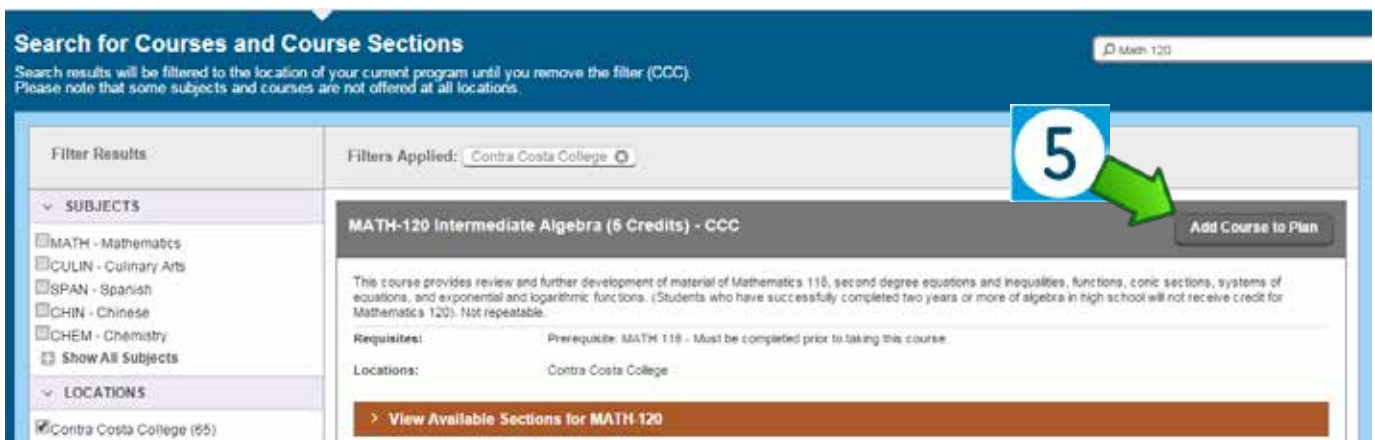 Search for Courses and Course Sections
Math 120
Search results will be filtered to the location of your current program until you remove the filter (CCC).
Please note that some subjects and courses are not offered at all locations.
Filter Results
Filters Applied: Contra Costa College
5
SUBJECTS
MATH - Mathematics
CULIN - Culinary Arts
SPAN - Spanish
CHIN - Chinese
CHEM - Chemistry
Show All Subjects
LOCATIONS
Contra Costa College (65)
MATH-120 Intermediate Algebra (5 Credits) - CCC
Add Course to Plan
This course provides review and further development of material of Mathematics 118, second degree equations and inequalities, functions, conic sections, systems of
equations, and exponential and logarithmic functions. (Students who have successfully completed two years or more of algebra in high school will not receive credit for
Mathematics 120). Not repeatable.
Requisites: Prerequisite: MATH 118 - Must be completed prior to taking this course.
Locations: Contra Costa College
View Available Sections for MATH-120